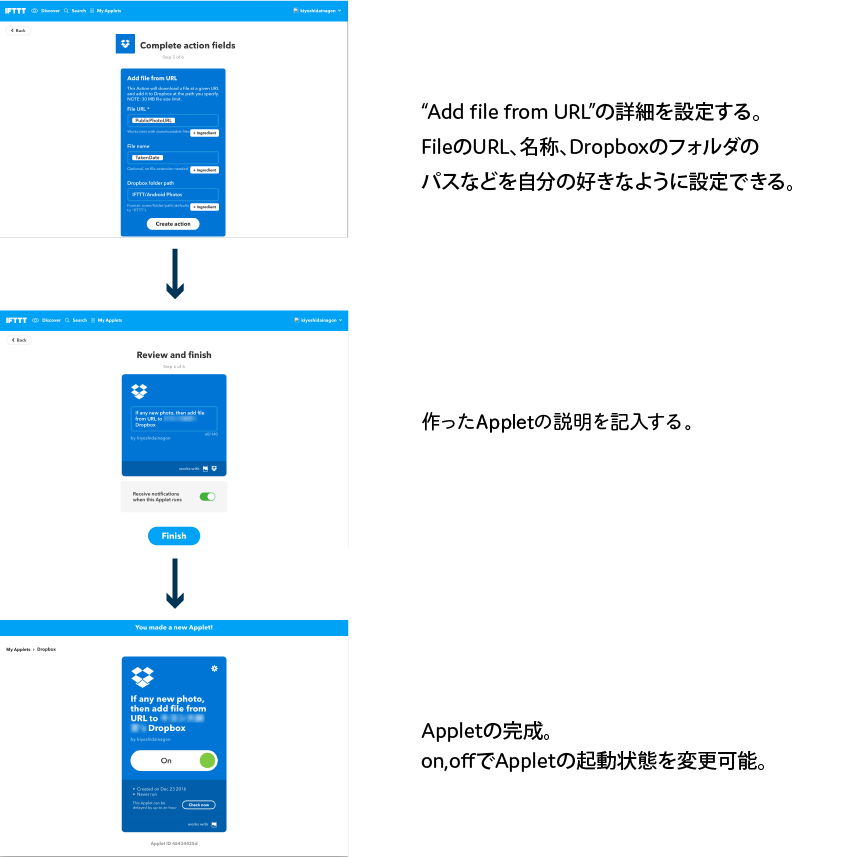 IFTTT Discover Search My Applets kiyoshidainagon
Back
Complete action fields
Step 5 of 6
Add file from URL
This Action will download a file at a given URL
and add it to Dropbox at the path you specify.
NOTE: 30 MB file size limit.
File URL *
PublicPhotoURL
+ Ingredient
File name
TakenDate
+ Ingredient
Dropbox folder path
IFTTT/Android Photos
+ Ingredient
Create action
“Add file from URL”の詳細を設定する。
FileのURL、名称、Dropboxのフォルダの
パスなどを自分の好きなように設定できる。
IFTTT Discover Search My Applets kiyoshidainagon
Back
Review and finish
Step 6 of 6
If any new photo, then add file
from URL to
Dropbox
by kiyoshidainagon
works with
Receive notifications
when this Applet runs
Finish
作ったAppletの説明を記入する。
You made a new Applet!
My Applets › Dropbox
If any new photo,
then add file from
URL to
Dropbox
by kiyoshidainagon
On
Created on Dec 23 2016
Never run
This Applet can be
delayed by up to an hour
Check now
works with
Applet ID
Appletの完成。
on,offでAppletの起動状態を変更可能。